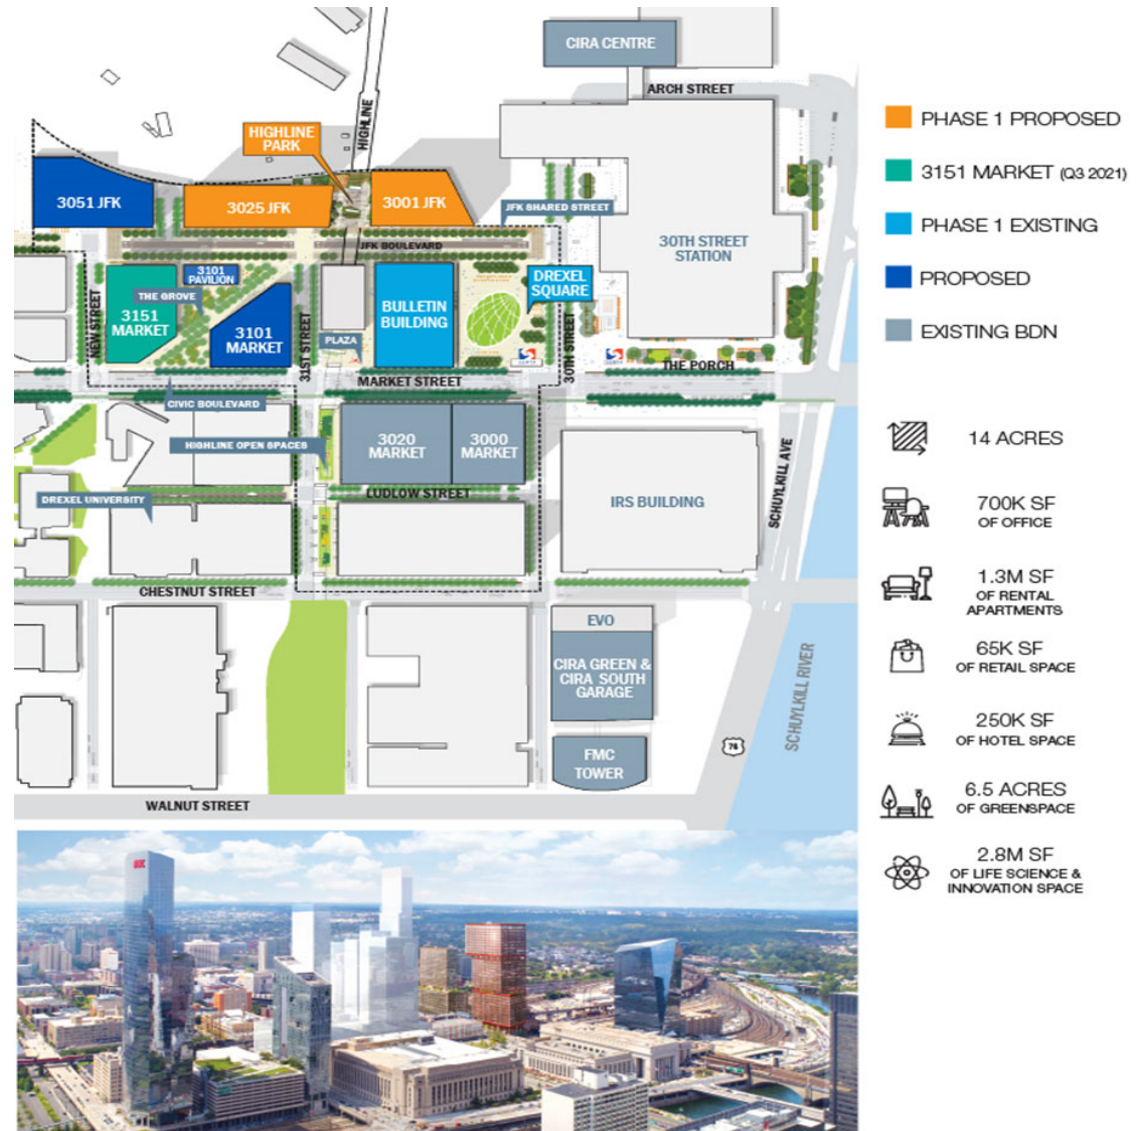 CIRA CENTRE
ARCH STREET
HIGHLINE
HIGHLINE
PARK
3051 JFK
3025 JFK
3001 JFK
JFK SHARED STREET
JFK BOULEVARD
30TH STREET
STATION
3101
PAVILION
THE GROVE
3151
MARKET
3101
MARKET
NEW STREET
31ST STREET
PLAZA
BULLETIN
BUILDING
DREXEL
SQUARE
30TH STREET
THE PORCH
MARKET STREET
CIVIC BOULEVARD
HIGHLINE OPEN SPACES
3020
MARKET
3000
MARKET
LUDLOW STREET
DREXEL UNIVERSITY
IRS BUILDING
SCHUYLKILL AVE
CHESTNUT STREET
EVO
CIRA GREEN &
CIRA SOUTH
GARAGE
FMC
TOWER
76
SCHUYLKILL RIVER
WALNUT STREET
PHASE 1 PROPOSED
3151 MARKET (Q3 2021)
PHASE 1 EXISTING
PROPOSED
EXISTING BDN
14 ACRES
700K SF
OF OFFICE
1.3M SF
OF RENTAL
APARTMENTS
65K SF
OF RETAIL SPACE
250K SF
OF HOTEL SPACE
6.5 ACRES
OF GREENSPACE
2.8M SF
OF LIFE SCIENCE &
INNOVATION SPACE